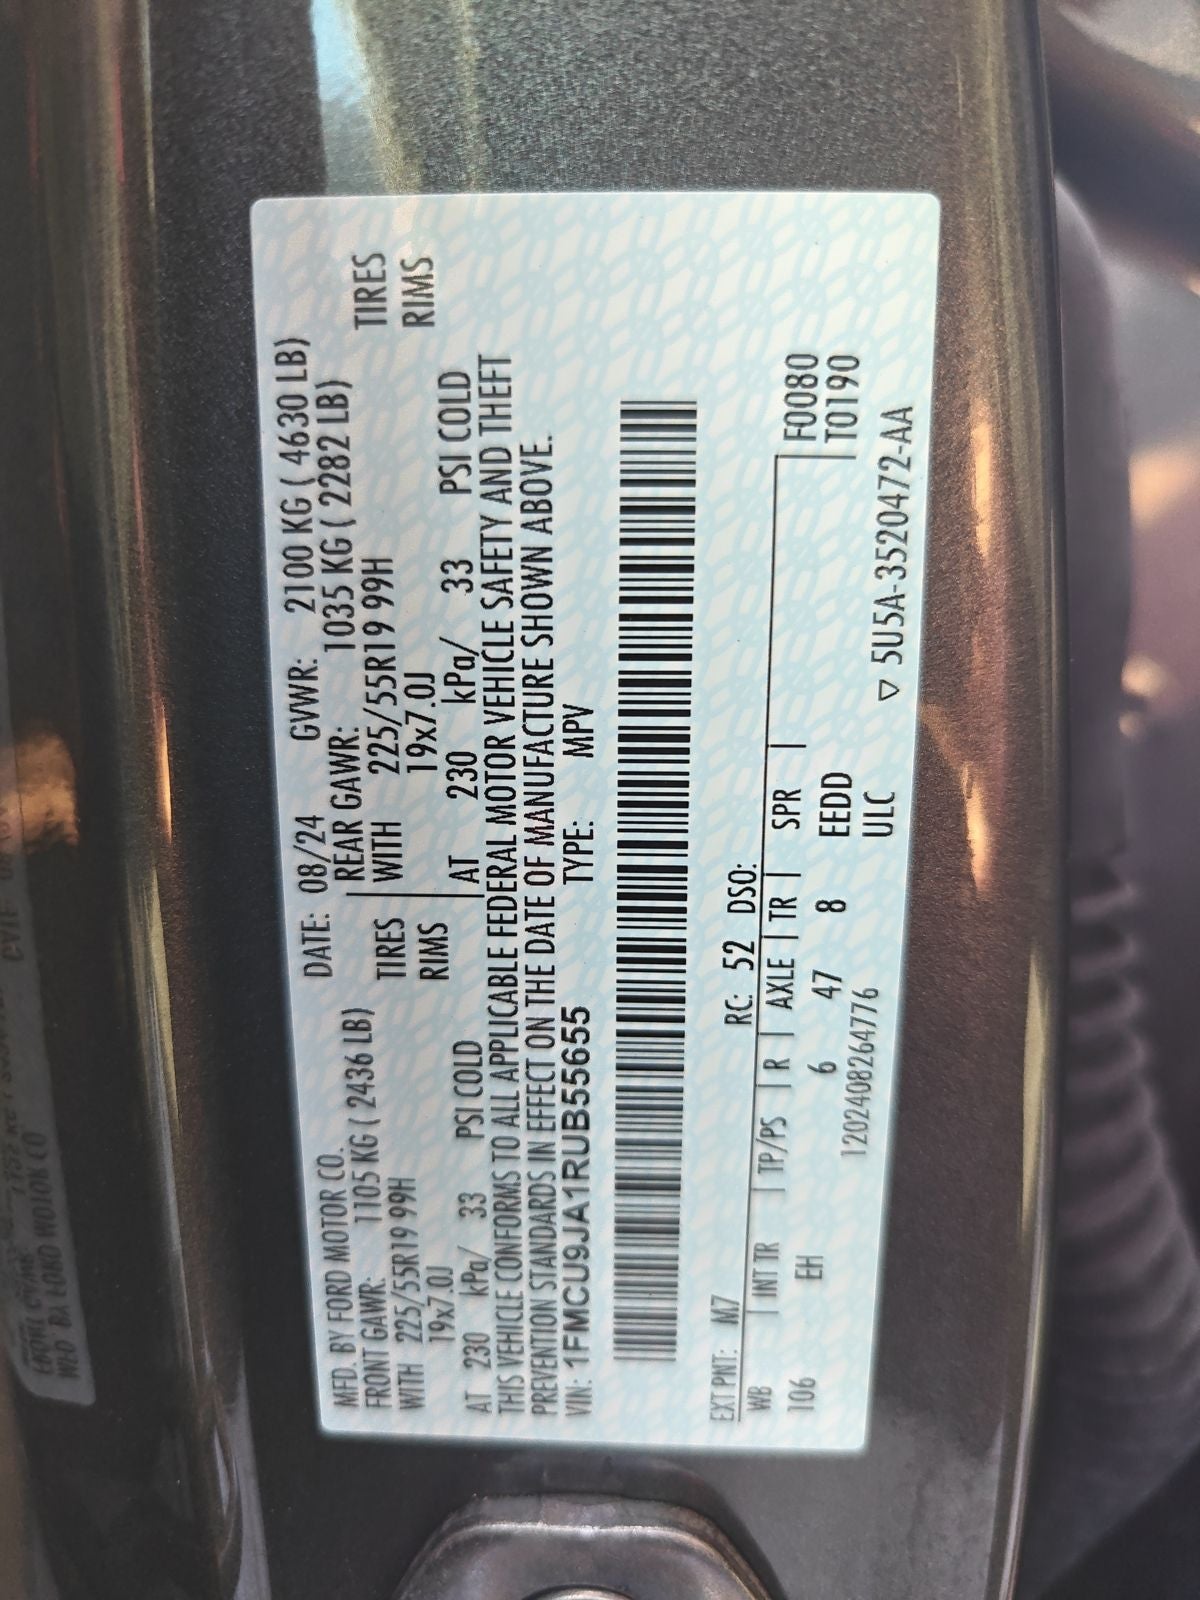 MFD. BY FORD MOTOR CO. DATE: 08/24 GVWR: 2100 KG ( 4630 LB)
FRONT GAWR: 1105 KG ( 2436 LB) REAR GAWR: 1035 KG ( 2282 LB)
WITH 225/55R19 99H TIRES WITH 225/55R19 99H TIRES
19x7.0J RIMS 19x7.0J RIMS
AT 230 kPa/ 33 PSI COLD AT 230 kPa/ 33 PSI COLD
THIS VEHICLE CONFORMS TO ALL APPLICABLE FEDERAL MOTOR VEHICLE SAFETY AND THEFT
PREVENTION STANDARDS IN EFFECT ON THE DATE OF MANUFACTURE SHOWN ABOVE.
VIN: 1FMCU9JA1RUB55655 TYPE: MPV
EXT PNT: M7 RC: 52 DSO:
WB | INT TR | TP/PS | R | AXLE | TR | SPR | F0080
106 EH 6 47 8 EEDD T0190
1202408264776 ULC
▽ 5U5A-3520472-AA